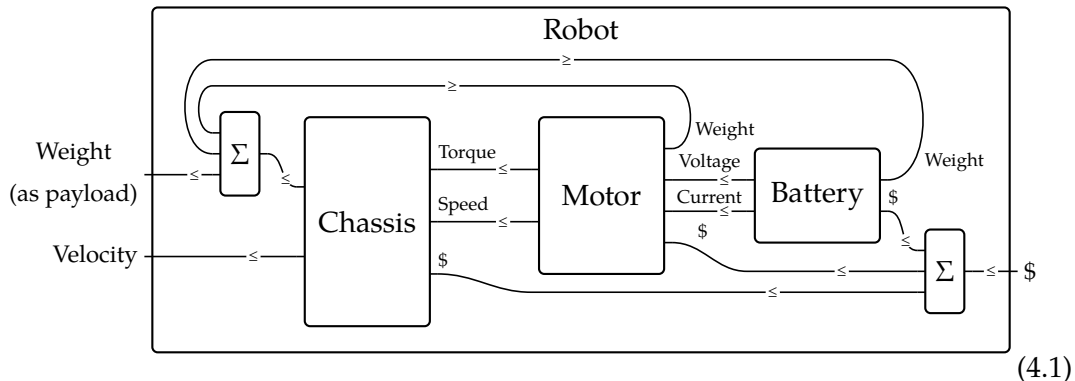 Robot
≥
≥
Weight
Weight
(as payload)
≤
Σ
≤
Torque
≤
Voltage
≤
Weight
Chassis
Motor
Battery
Speed
≤
Current
≤
$
Velocity
≤
$
$
≤
≤
≤
Σ
≤
$
(4.1)